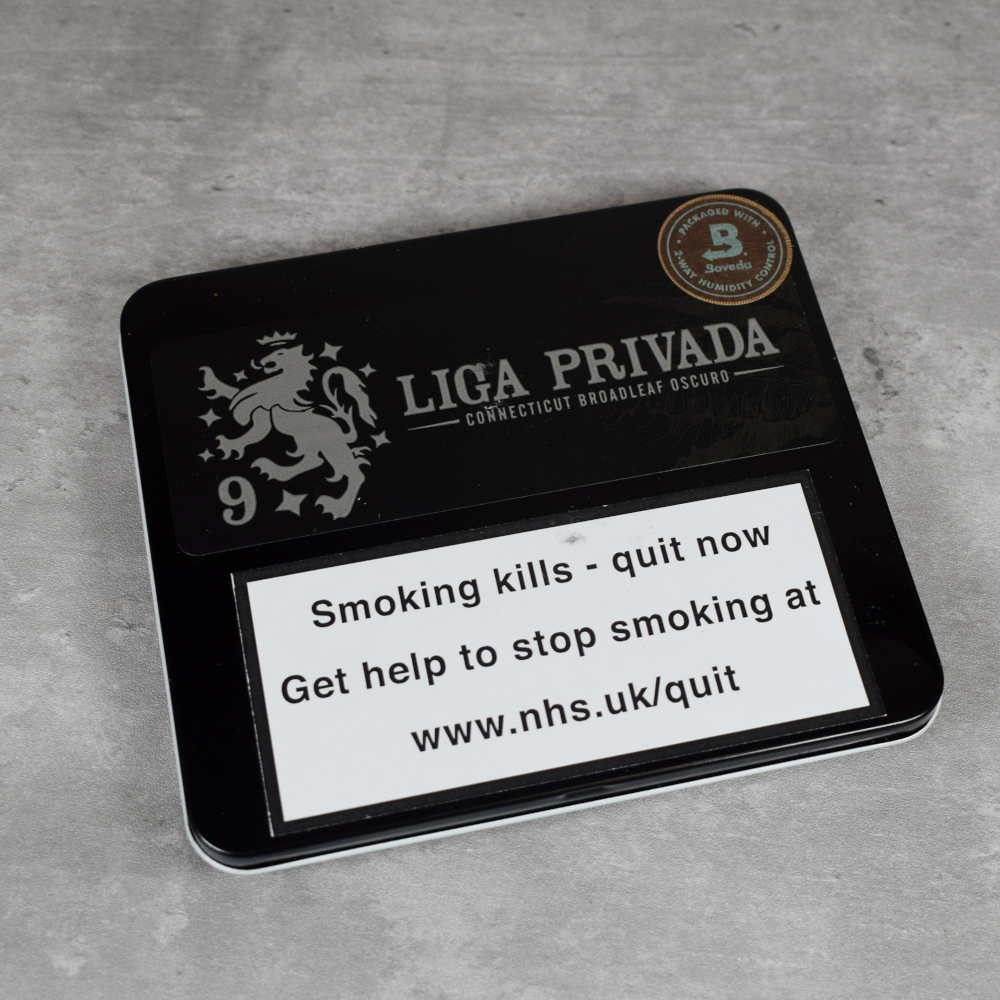 PACKAGED WITH
B
Boveda
2-WAY HUMIDITY CONTROL
LIGA PRIVADA
CONNECTICUT BROADLEAF OSCURO
9
Smoking kills - quit now
Get help to stop smoking at
www.nhs.uk/quit